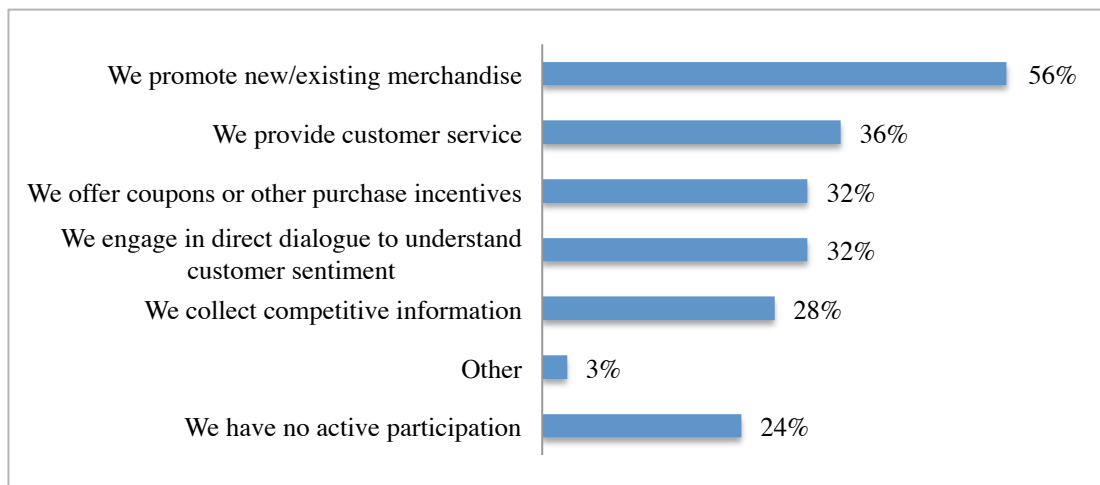 We promote new/existing merchandise 56%
We provide customer service 36%
We offer coupons or other purchase incentives 32%
We engage in direct dialogue to understand
customer sentiment 32%
We collect competitive information 28%
Other 3%
We have no active participation 24%